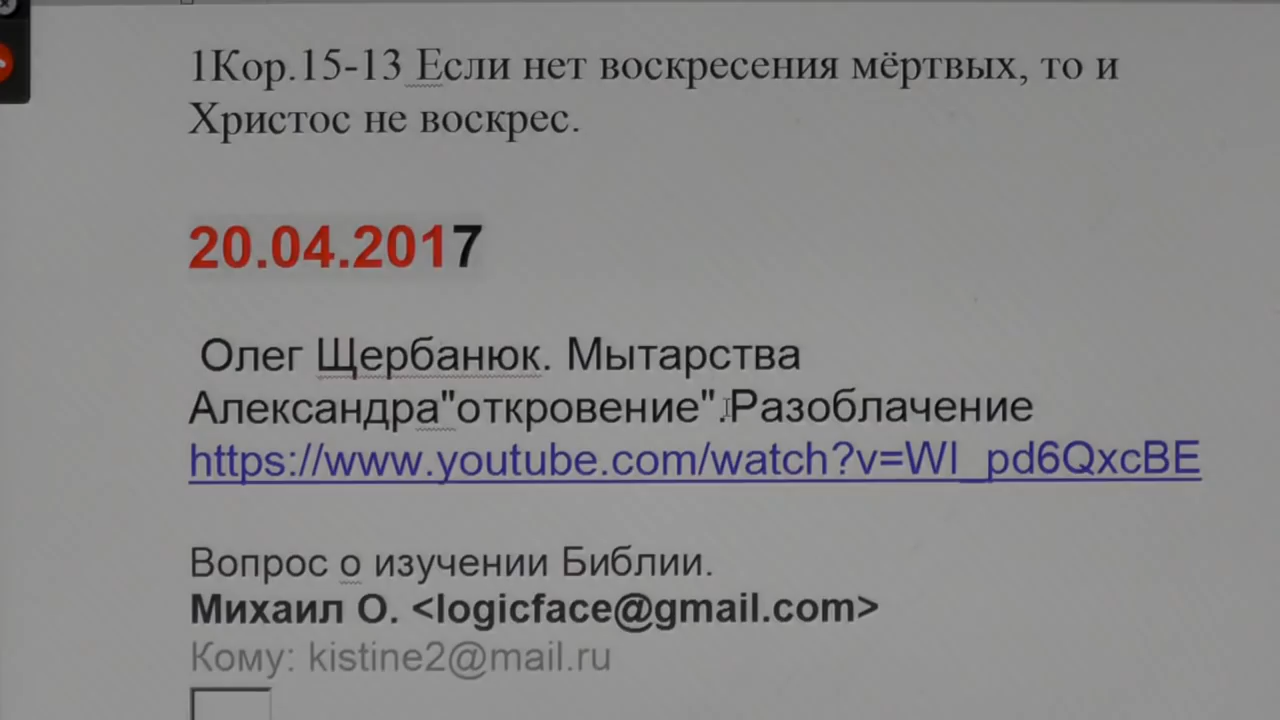 1Кор.15-13 Если нет воскресения мёртвых, то и
Христос не воскрес.
20.04.2017
Олег Щербанюк. Мытарства
Александра"откровение".Разоблачение
https://www.youtube.com/watch?v=WI_pd6QxcBE
Вопрос о изучении Библии.
Михаил О. <logicface@gmail.com>
Кому: kistine2@mail.ru